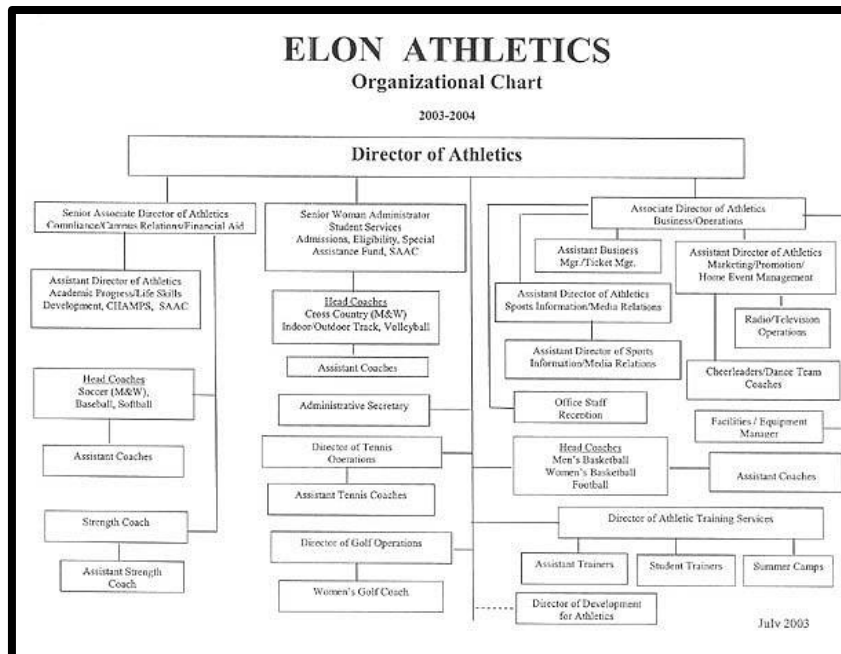 ELON ATHLETICS
Organizational Chart
2003-2004
Director of Athletics
Senior Associate Director of Athletics
Compliance/Campus Relations/Financial Aid
Senior Woman Administrator
Student Services
Admissions, Eligibility, Special
Assistance Fund, SAAC
Associate Director of Athletics
Business/Operations
Assistant Business
Mgr./Ticket Mgr.
Assistant Director of Athletics
Marketing/Promotion/
Home Event Management
Assistant Director of Athletics
Academic Progress/Life Skills
Development, CHAMPS, SAAC
Head Coaches
Cross Country (M&W)
Indoor/Outdoor Track, Volleyball
Assistant Director of Athletics
Sports Information/Media Relations
Radio/Television
Operations
Assistant Director of Sports
Information/Media Relations
Assistant Coaches
Cheerleaders/Dance Team
Coaches
Head Coaches
Soccer (M&W),
Baseball, Softball
Administrative Secretary
Office Staff
Reception
Facilities / Equipment
Manager
Assistant Coaches
Director of Tennis
Operations
Head Coaches
Men's Basketball
Women's Basketball
Football
Assistant Coaches
Assistant Tennis Coaches
Strength Coach
Director of Athletic Training Services
Director of Golf Operations
Assistant Strength
Coach
Assistant Trainers
Student Trainers
Summer Camps
Women's Golf Coach
Director of Development
for Athletics
July 2003